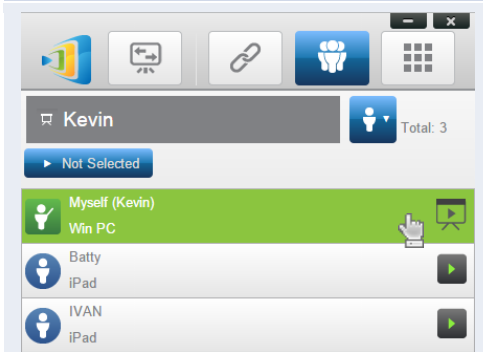 Kevin
Total: 3
Not Selected
Myself (Kevin)
Win PC
Batty
iPad
IVAN
iPad